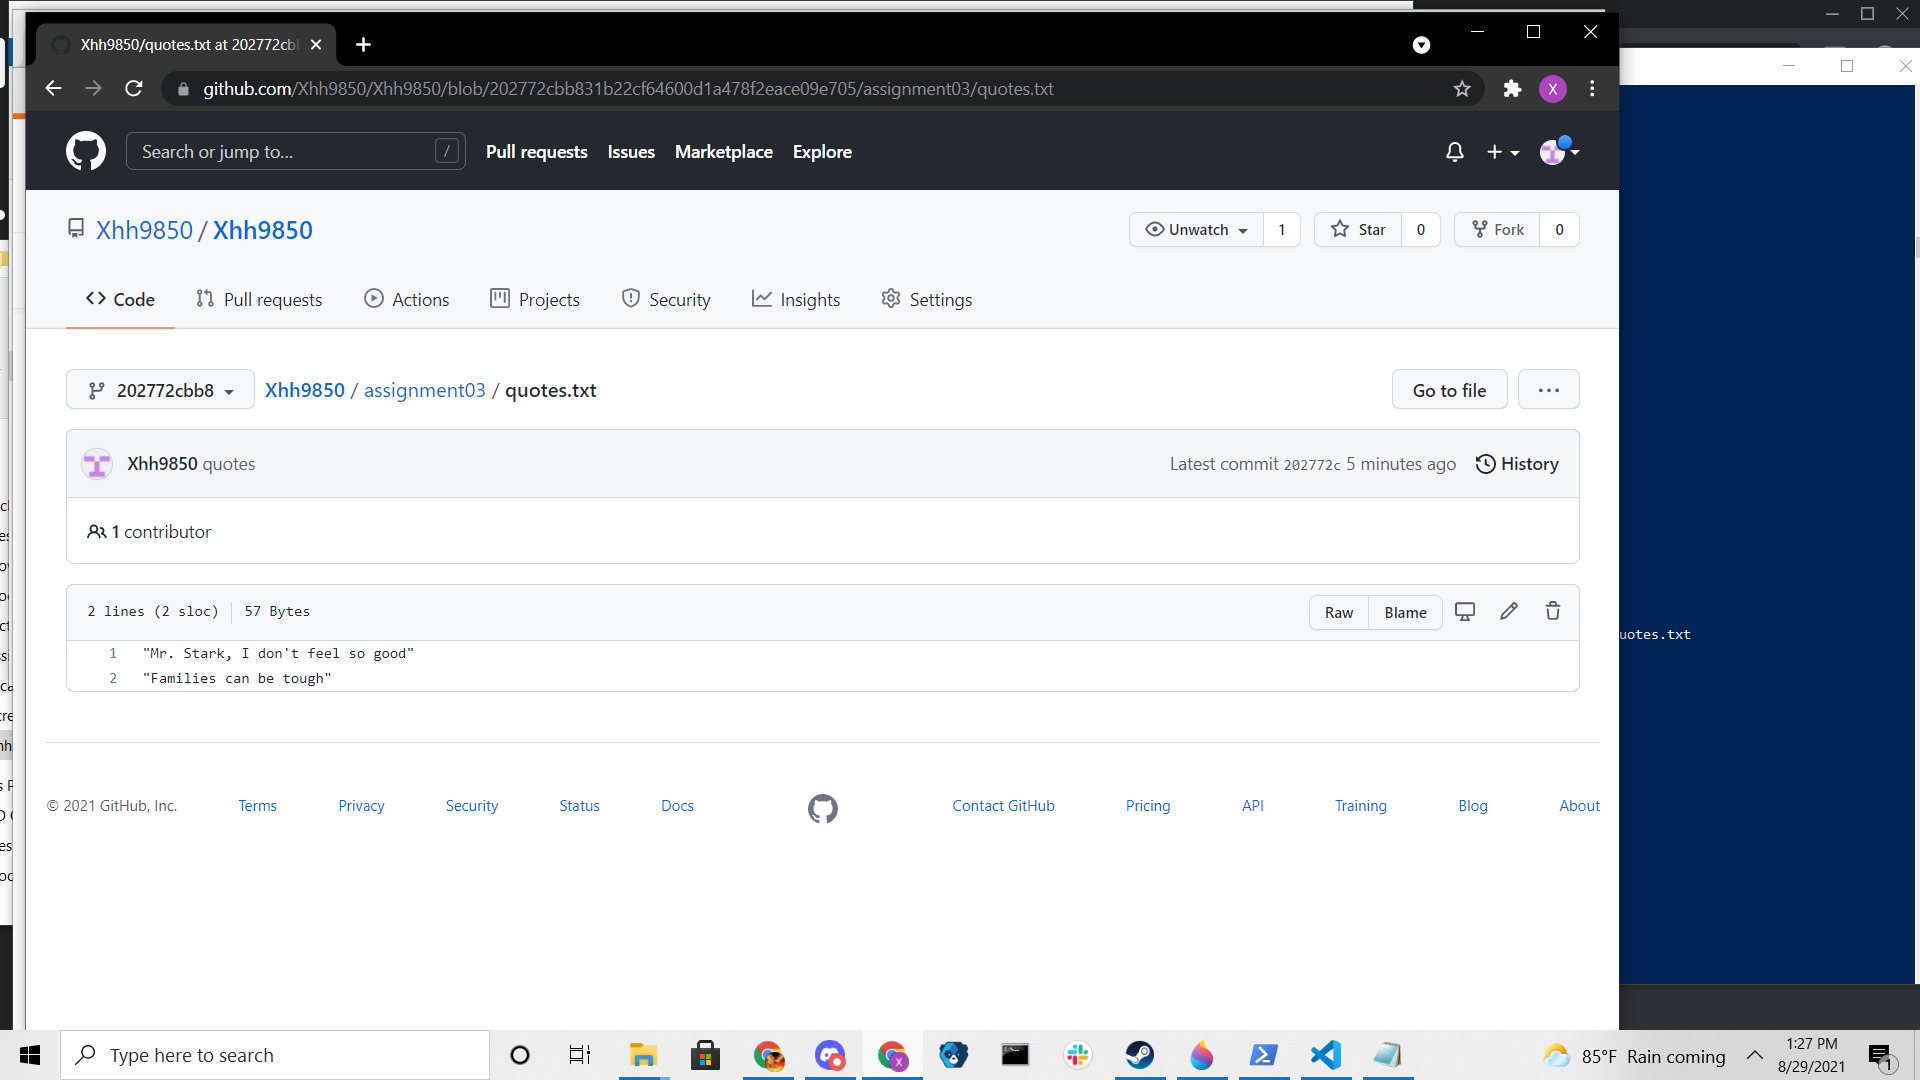 Xhh9850/quotes.txt at 202772cbl
github.com/Xhh9850/Xhh9850/blob/202772cbb831b22cf64600d1a478f2eace09e705/assignment03/quotes.txt
X
Search or jump to... /
Pull requests Issues Marketplace Explore
Xhh9850 / Xhh9850
Unwatch 1 Star 0 Fork 0
Code Pull requests Actions Projects Security Insights Settings
202772cbb8 Xhh9850 / assignment03 / quotes.txt Go to file ...
Xhh9850 quotes Latest commit 202772c 5 minutes ago History
1 contributor
2 lines (2 sloc) 57 Bytes Raw Blame
1 "Mr. Stark, I don't feel so good"
2 "Families can be tough"
uotes.txt
© 2021 GitHub, Inc. Terms Privacy Security Status Docs Contact GitHub Pricing API Training Blog About
Type here to search
85°F Rain coming
1:27 PM
8/29/2021
1